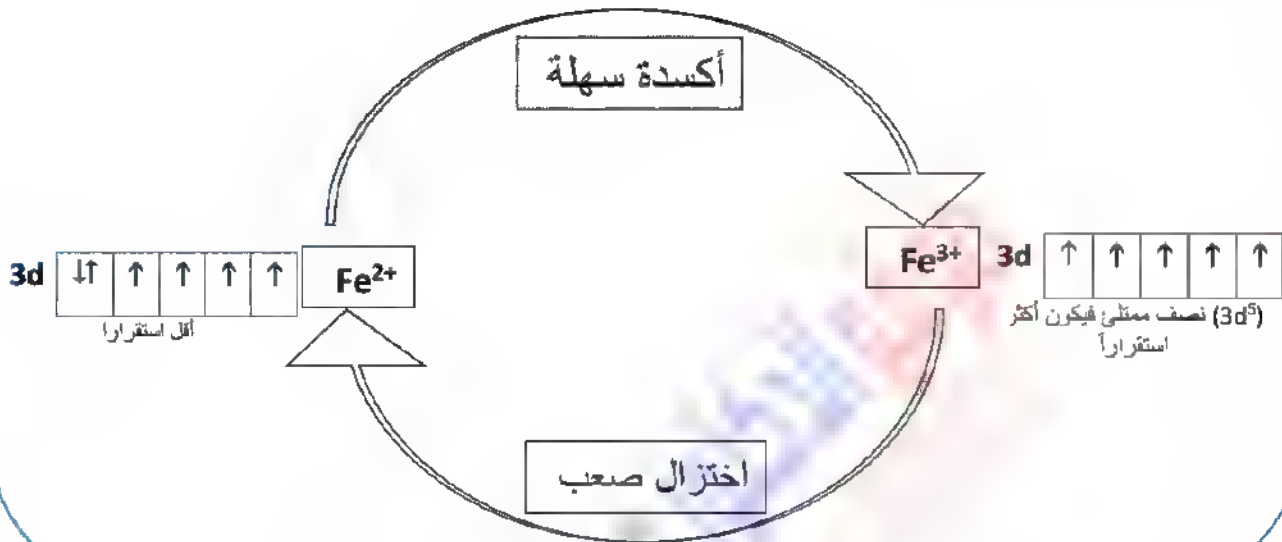 أكسدة سهلة
3d ↓↑ ↑ ↑ ↑ ↑ Fe²⁺
أقل استقرارا
Fe³⁺ 3d ↑ ↑ ↑ ↑ ↑
(3d⁵) نصف ممتلئ فيكون أكثر
استقراراً
اختزال صعب